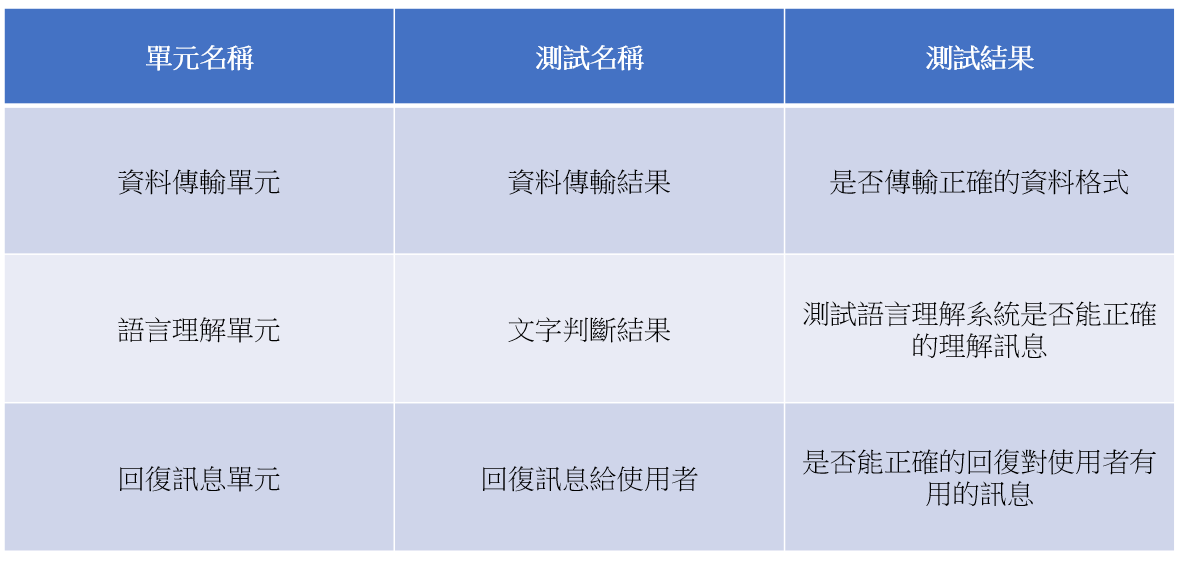 單元名稱
測試名稱
測試結果
資料傳輸單元
資料傳輸結果
是否傳輸正確的資料格式
語言理解單元
文字判斷結果
測試語言理解系統是否能正確
的理解訊息
回復訊息單元
回復訊息給使用者
是否能正確的回復對使用者有
用的訊息